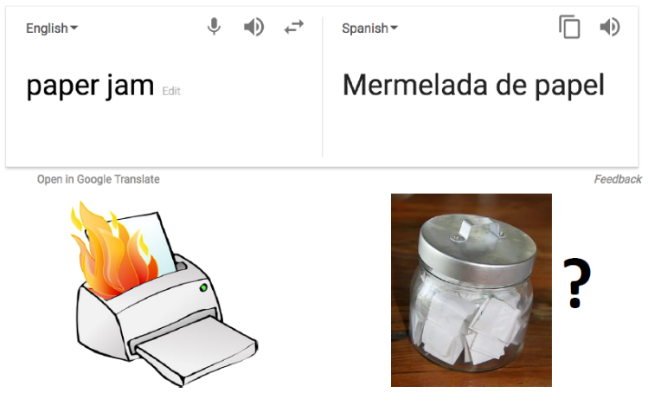 English Spanish
paper jam Edit Mermelada de papel
Open in Google Translate Feedback
?